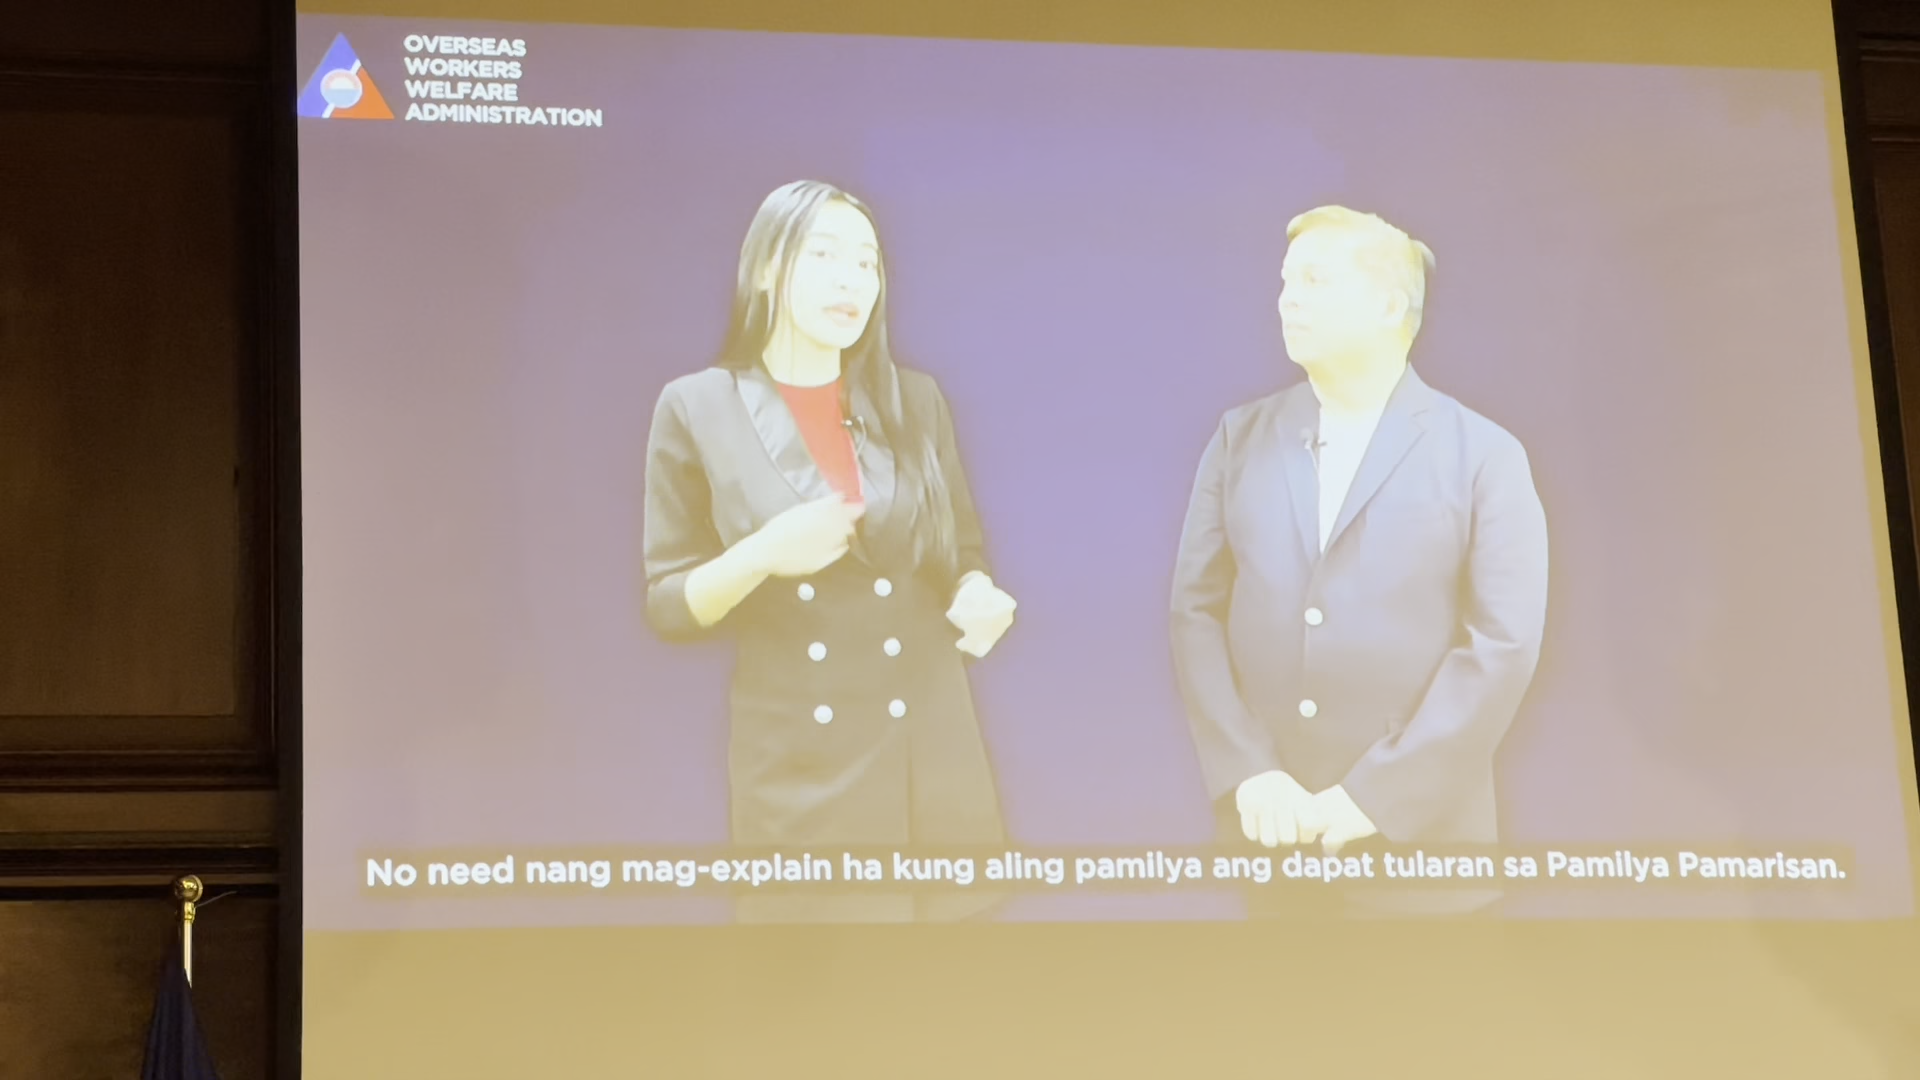 OVERSEAS
WORKERS
WELFARE
ADMINISTRATION
No need nang mag-explain ha kung aling pamilya ang dapat tularan sa Pamilya Pamarisan.